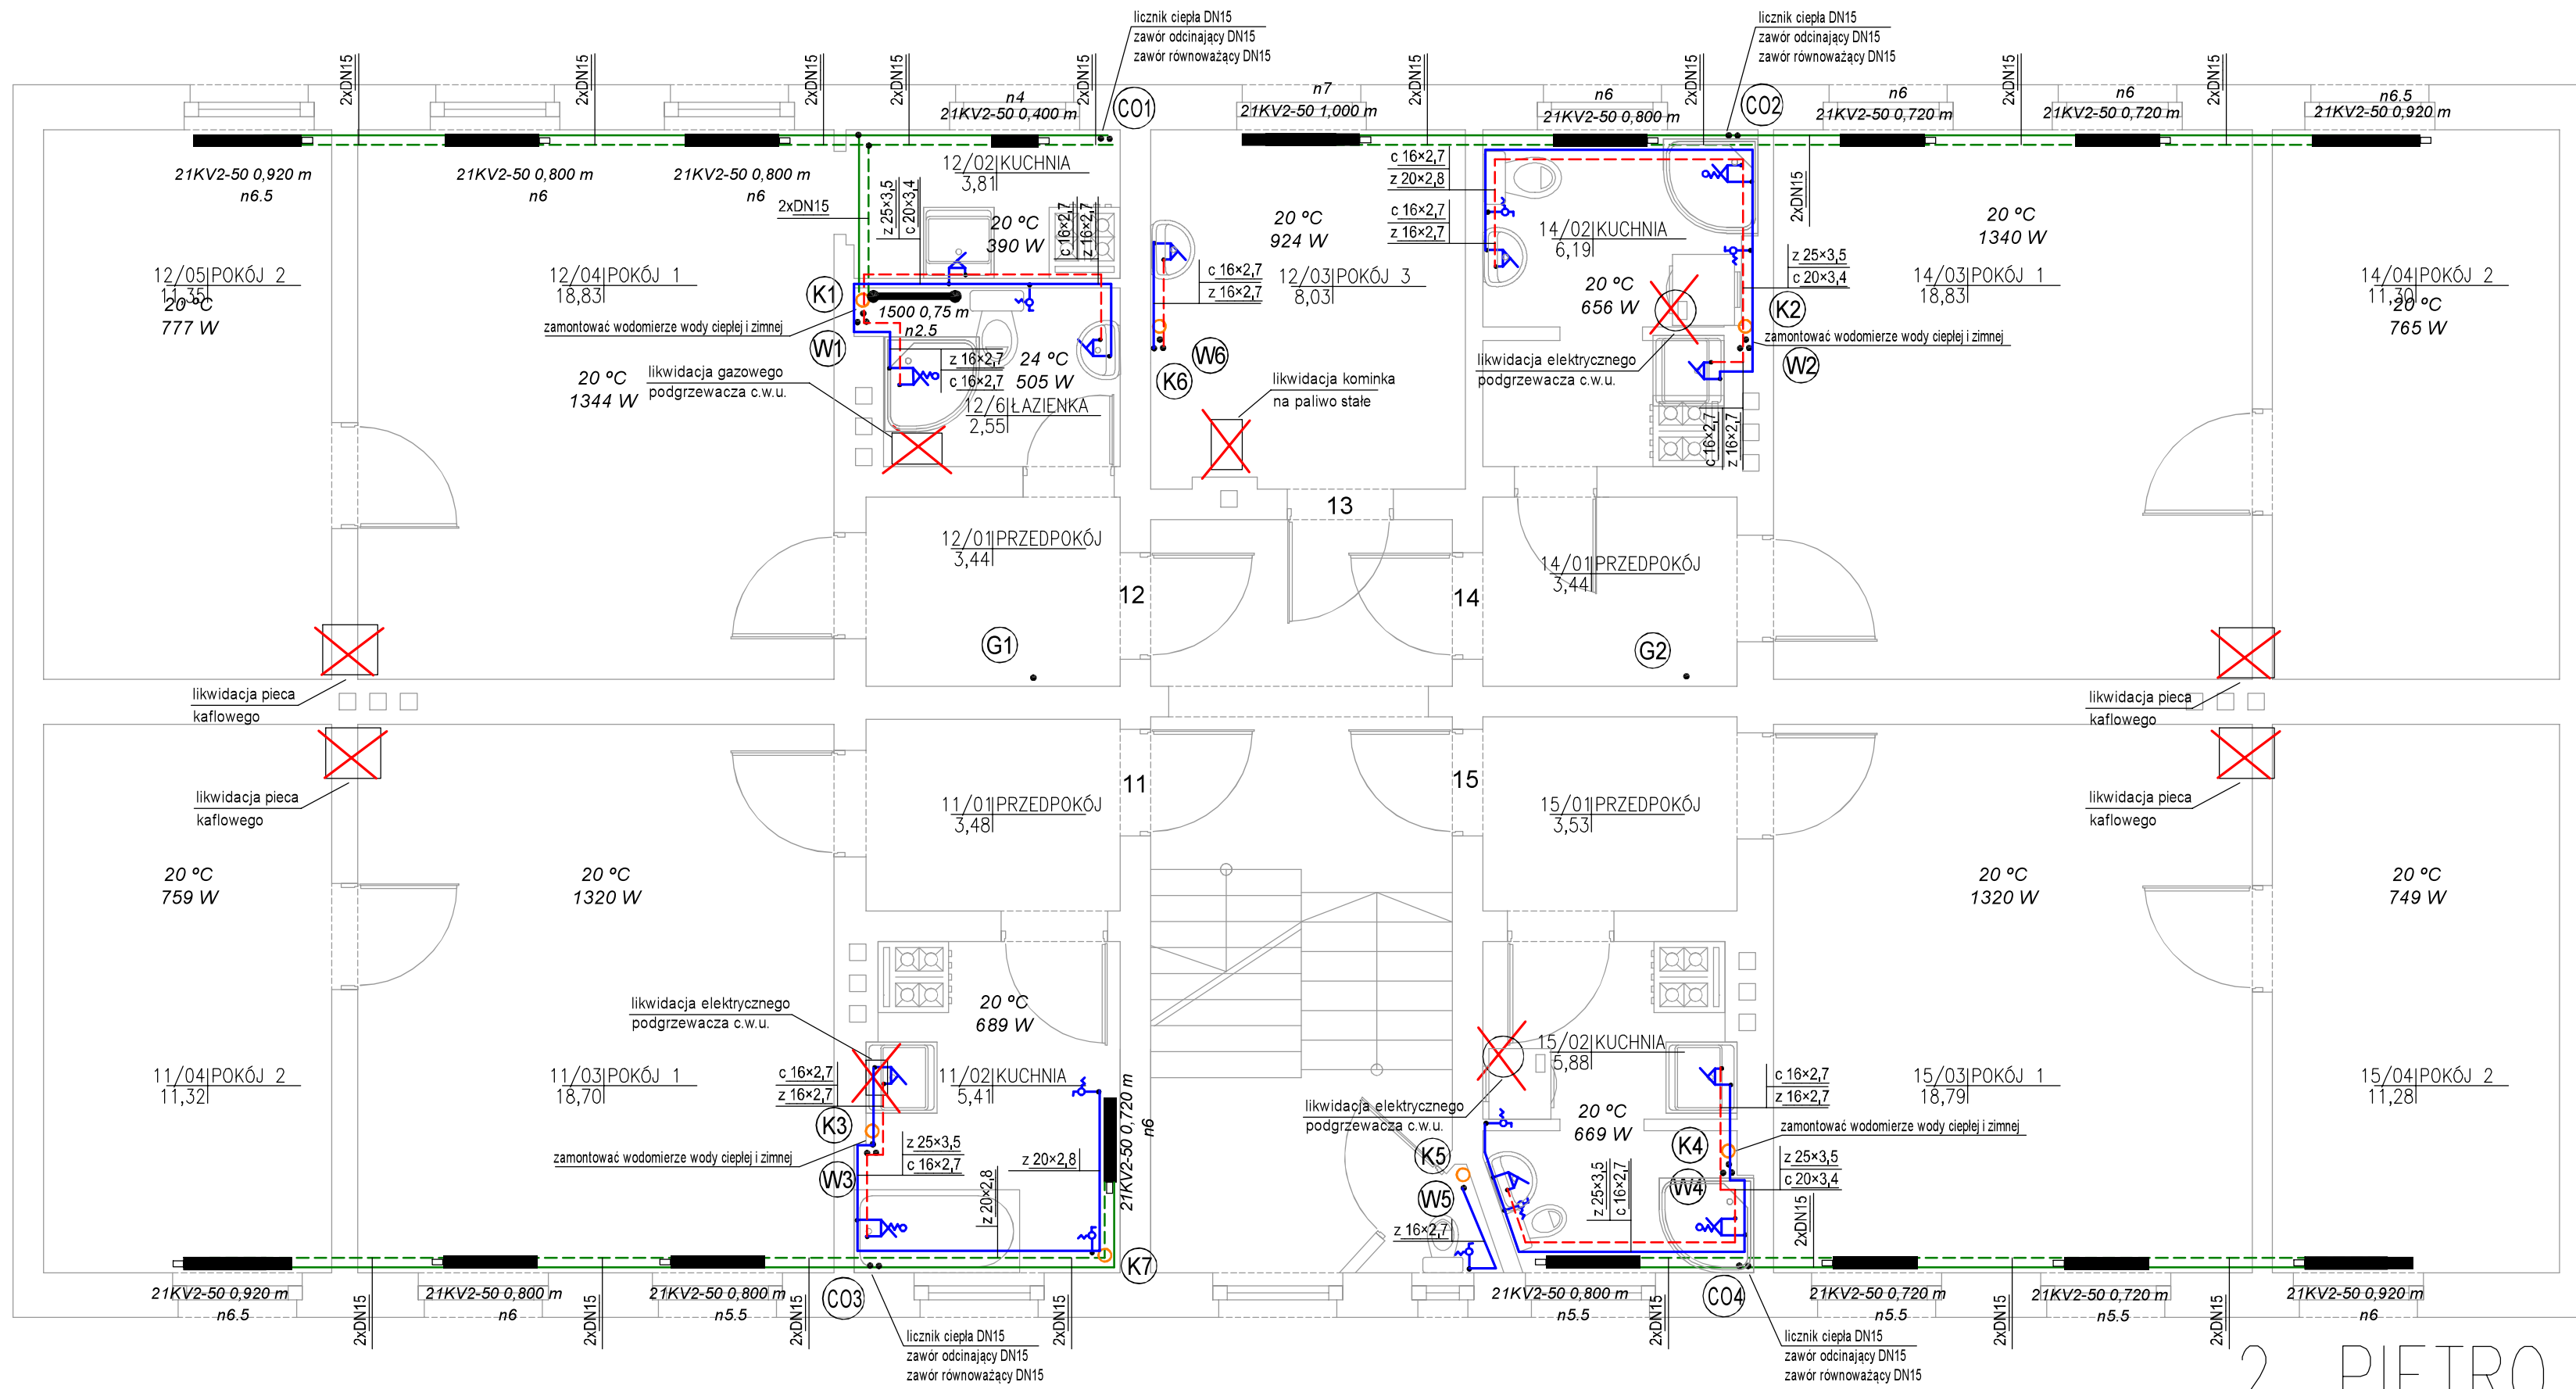 licznik ciepła DN15
zawór odcinający DN15
zawór równoważący DN15
licznik ciepła DN15
zawór odcinający DN15
zawór równoważący DN15
2xDN15
2xDN15
2xDN15
2xDN15
2xDN15
2xDN15
2xDN15
2xDN15
2xDN15
n4
21KV2-50 0,400 m
CO1
n7
21KV2-50 1,000 m
n6
21KV2-50 0,800 m
CO2
n6
21KV2-50 0,720 m
n6
21KV2-50 0,720 m
n6.5
21KV2-50 0,920 m
21KV2-50 0,920 m
n6.5
21KV2-50 0,800 m
n6
21KV2-50 0,800 m
n6
2xDN15
z 25×3,5
c 20×3,4
12/02 KUCHNIA
3,81
20 ºC
390 W
c 16×2,7
z 16×2,7
c 16×2,7
z 20×2,8
c 16×2,7
z 16×2,7
20 ºC
924 W
12/03 POKÓJ 3
8,03
c 16×2,7
z 16×2,7
14/02 KUCHNIA
6,19
20 ºC
656 W
2xDN15
z 25×3,5
c 20×3,4
20 ºC
1340 W
14/03 POKÓJ 1
18,83
14/04 POKÓJ 2
11,30
20 ºC
765 W
12/05 POKÓJ 2
11,35
20 ºC
777 W
12/04 POKÓJ 1
18,83
20 ºC
1344 W
K1
zamontować wodomierze wody ciepłej i zimnej
W1
1500 0,75 m
n2.5
z 16×2,7
c 16×2,7
24 ºC
505 W
12/6 ŁAZIENKA
2,55
likwidacja gazowego
podgrzewacza c.w.u.
W6
K6
likwidacja kominka
na paliwo stałe
likwidacja elektrycznego
podgrzewacza c.w.u.
K2
zamontować wodomierze wody ciepłej i zimnej
W2
c 16×2,7
z 16×2,7
13
12/01 PRZEDPOKÓJ
3,44
12
14
14/01 PRZEDPOKÓJ
3,44
G1
G2
likwidacja pieca
kaflowego
likwidacja pieca
kaflowego
likwidacja pieca
kaflowego
likwidacja pieca
kaflowego
11/01 PRZEDPOKÓJ
3,48
11
15
15/01 PRZEDPOKÓJ
3,53
20 ºC
759 W
20 ºC
1320 W
20 ºC
1320 W
20 ºC
749 W
likwidacja elektrycznego
podgrzewacza c.w.u.
20 ºC
689 W
15/02 KUCHNIA
5,88
11/04 POKÓJ 2
11,32
11/03 POKÓJ 1
18,70
c 16×2,7
z 16×2,7
11/02 KUCHNIA
5,41
21KV2-50 0,720 m
n6
likwidacja elektrycznego
podgrzewacza c.w.u.
20 ºC
669 W
c 16×2,7
z 16×2,7
15/03 POKÓJ 1
18,79
15/04 POKÓJ 2
11,28
K3
zamontować wodomierze wody ciepłej i zimnej
W3
z 25×3,5
c 16×2,7
z 20×2,8
z 20×2,8
K5
W5
z 16×2,7
z 25×3,5
c 16×2,7
K4
W4
zamontować wodomierze wody ciepłej i zimnej
z 25×3,5
c 20×3,4
2xDN15
K7
21KV2-50 0,920 m
n6.5
21KV2-50 0,800 m
n6
21KV2-50 0,800 m
n5.5
CO3
21KV2-50 0,800 m
n5.5
CO4
21KV2-50 0,720 m
n5.5
21KV2-50 0,720 m
n5.5
21KV2-50 0,920 m
n6
2xDN15
2xDN15
2xDN15
2xDN15
2xDN15
2xDN15
2xDN15
licznik ciepła DN15
zawór odcinający DN15
zawór równoważący DN15
licznik ciepła DN15
zawór odcinający DN15
zawór równoważący DN15
2 PIĘTRO